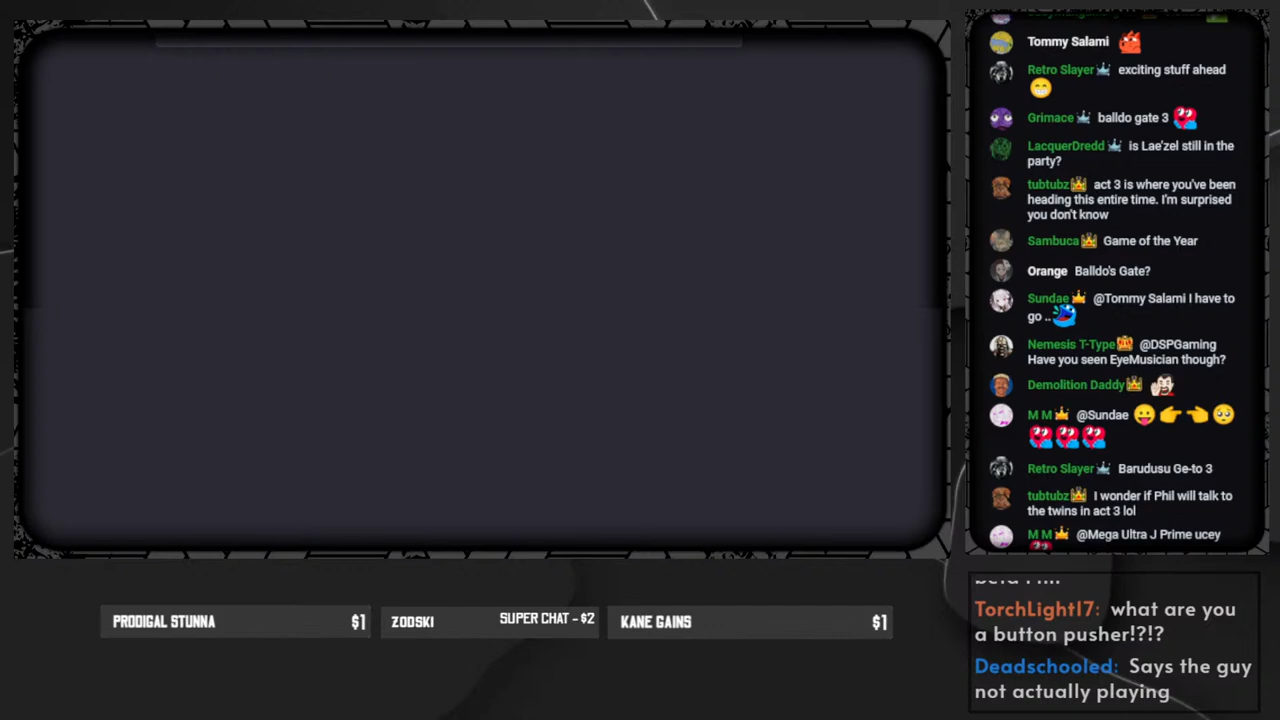 Tommy Salami
Retro Slayer exciting stuff ahead
Grimace balldo gate 3
LacquerDredd is Lae'zel still in the
party?
tubtubz act 3 is where you've been
heading this entire time. I'm surprised
you don't know
Sambuca Game of the Year
Orange Balldo's Gate?
Sundae @Tommy Salami I have to
go ..
Nemesis T-Type @DSPGaming
Have you seen EyeMusician though?
Demolition Daddy
M M @Sundae
Retro Slayer Barudusu Ge-to 3
tubtubz I wonder if Phil will talk to
the twins in act 3 lol
M M @Mega Ultra J Prime ucey
TorchLight17: what are you
a button pusher!?!?
Deadschooled: Says the guy
not actually playing
PRODIGAL STUNNA $1
ZODSKI SUPER CHAT - $2
KANE GAINS $1